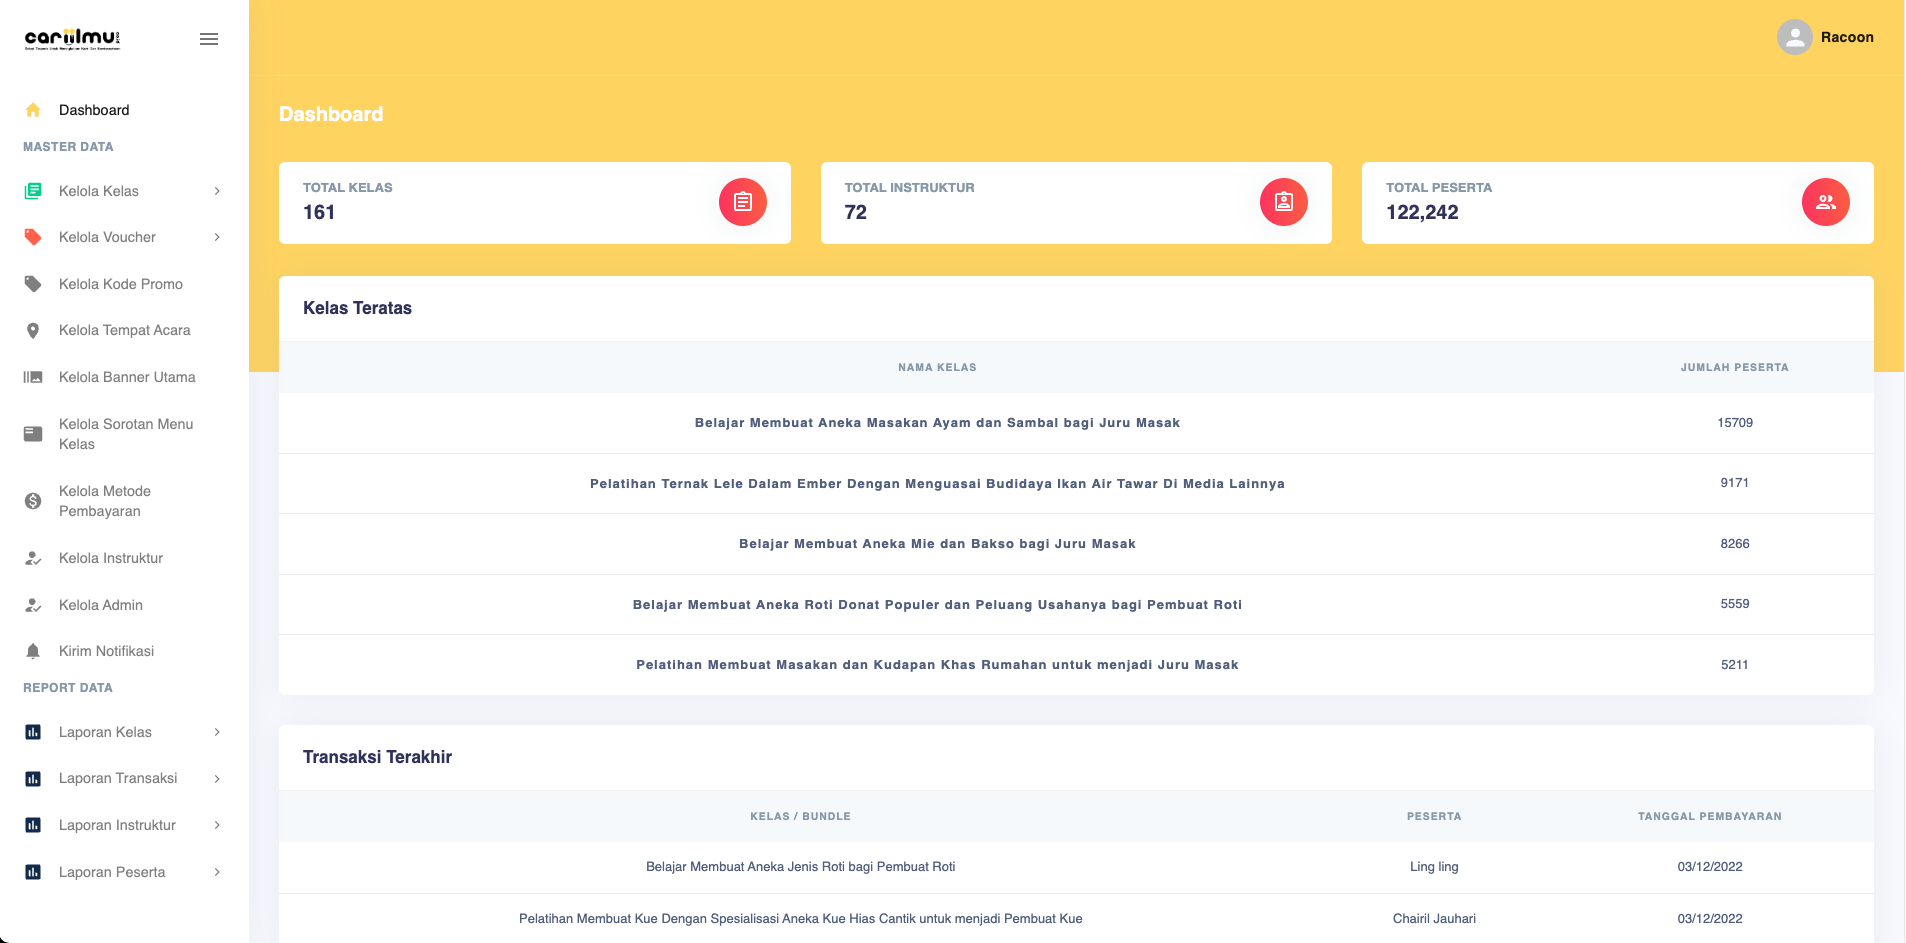 cariilmu
Racoon
Dashboard
MASTER DATA
Kelola Kelas
Kelola Voucher
Kelola Kode Promo
Kelola Tempat Acara
Kelola Banner Utama
Kelola Sorotan Menu
Kelas
Kelola Metode
Pembayaran
Kelola Instruktur
Kelola Admin
Kirim Notifikasi
REPORT DATA
Laporan Kelas
Laporan Transaksi
Laporan Instruktur
Laporan Peserta
Dashboard
TOTAL KELAS
161
TOTAL INSTRUKTUR
72
TOTAL PESERTA
122,242
Kelas Teratas
NAMA KELAS JUMLAH PESERTA
Belajar Membuat Aneka Masakan Ayam dan Sambal bagi Juru Masak 15709
Pelatihan Ternak Lele Dalam Ember Dengan Menguasai Budidaya Ikan Air Tawar Di Media Lainnya 9171
Belajar Membuat Aneka Mie dan Bakso bagi Juru Masak 8266
Belajar Membuat Aneka Roti Donat Populer dan Peluang Usahanya bagi Pembuat Roti 5559
Pelatihan Membuat Masakan dan Kudapan Khas Rumahan untuk menjadi Juru Masak 5211
Transaksi Terakhir
KELAS / BUNDLE PESERTA TANGGAL PEMBAYARAN
Belajar Membuat Aneka Jenis Roti bagi Pembuat Roti Ling ling 03/12/2022
Pelatihan Membuat Kue Dengan Spesialisasi Aneka Kue Hias Cantik untuk menjadi Pembuat Kue Chairil Jauhari 03/12/2022